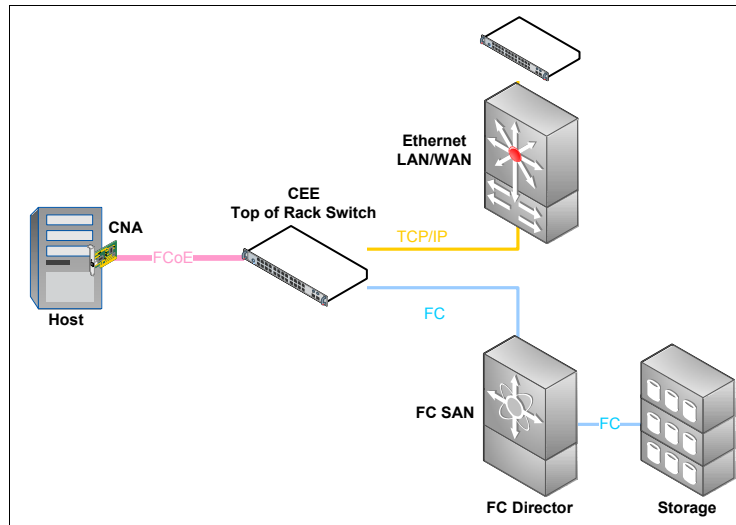 Ethernet
LAN/WAN
CEE
Top of Rack Switch
CNA
TCP/IP
FCoE
Host
FC
FC SAN
FC
FC Director
Storage